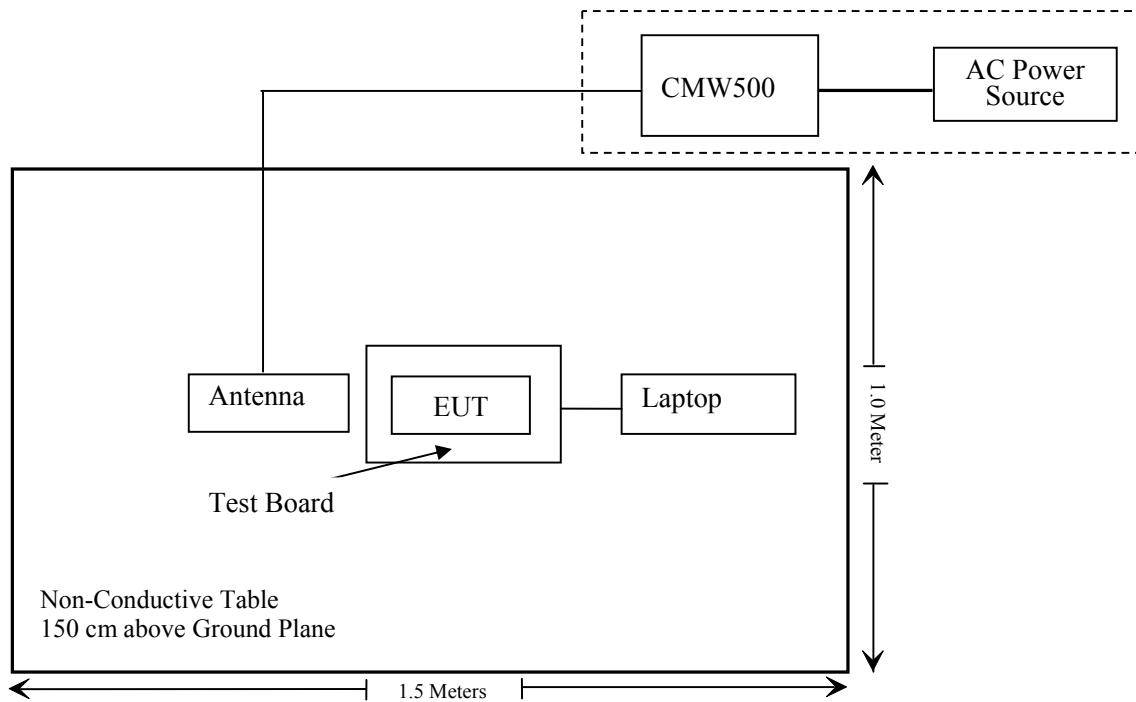 CMW500
AC Power
Source
Antenna
EUT
Laptop
Test Board
1.0 Meter
Non-Conductive Table
150 cm above Ground Plane
1.5 Meters